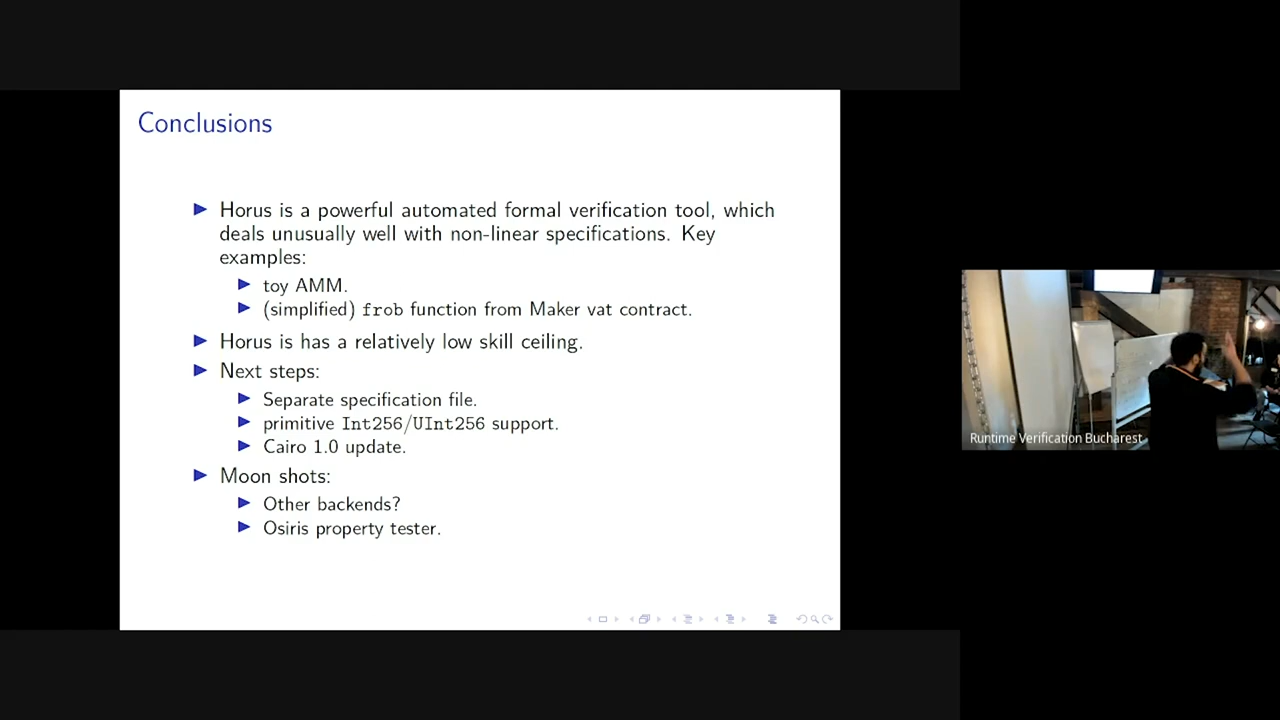 Conclusions
Horus is a powerful automated formal verification tool, which
deals unusually well with non-linear specifications. Key
examples:
toy AMM.
(simplified) frob function from Maker vat contract.
Horus is has a relatively low skill ceiling.
Next steps:
Separate specification file.
primitive Int256/UInt256 support.
Cairo 1.0 update.
Moon shots:
Other backends?
Osiris property tester.
Runtime Verification Bucharest